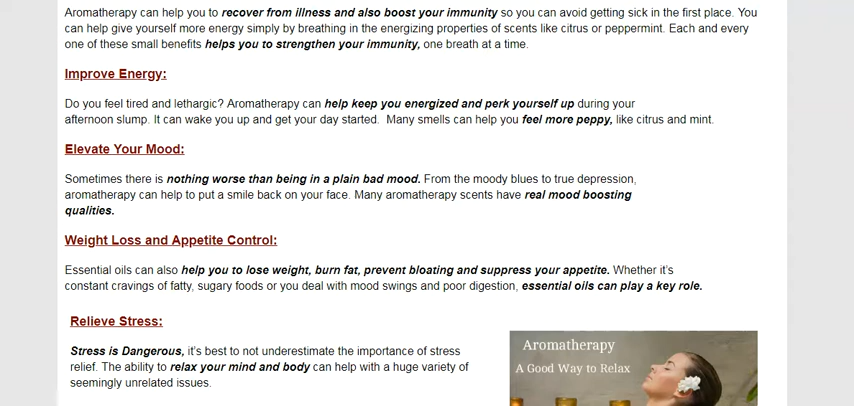 Aromatherapy can help you to recover from illness and also boost your immunity so you can avoid getting sick in the first place. You
can help give yourself more energy simply by breathing in the energizing properties of scents like citrus or peppermint. Each and every
one of these small benefits helps you to strengthen your immunity, one breath at a time.
Improve Energy:
Do you feel tired and lethargic? Aromatherapy can help keep you energized and perk yourself up during your
afternoon slump. It can wake you up and get your day started. Many smells can help you feel more peppy, like citrus and mint.
Elevate Your Mood:
Sometimes there is nothing worse than being in a plain bad mood. From the moody blues to true depression,
aromatherapy can help to put a smile back on your face. Many aromatherapy scents have real mood boosting
qualities.
Weight Loss and Appetite Control:
Essential oils can also help you to lose weight, burn fat, prevent bloating and suppress your appetite. Whether it’s
constant cravings of fatty, sugary foods or you deal with mood swings and poor digestion, essential oils can play a key role.
Relieve Stress:
Stress is Dangerous, it’s best to not underestimate the importance of stress
relief. The ability to relax your mind and body can help with a huge variety of
seemingly unrelated issues.
Aromatherapy
A Good Way to Relax